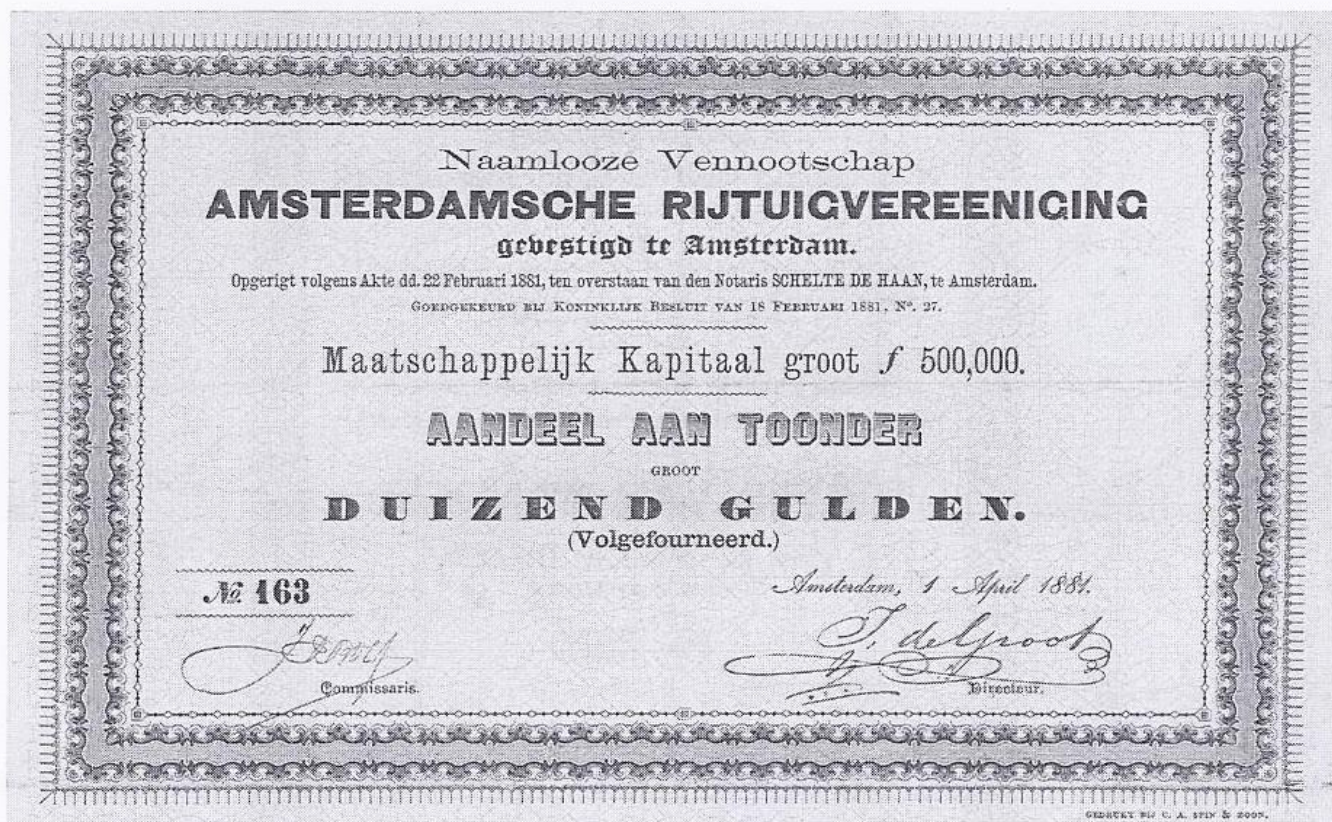 Naamlooze Vennootschap
AMSTERDAMSCHE RIJTUIGVEREENIGING
gevestigd te Amsterdam.
Opgerigt volgens Akte dd. 22 Februari 1881, ten overstaan van den Notaris SCHELTE DE HAAN, te Amsterdam.
GOEDGEKEURD BIJ KONINKLIJK BESLUIT VAN 18 FEBRUARI 1881, No. 27.
Maatschappelijk Kapitaal groot ƒ 500,000.
AANDEEL AAN TOONDER
GROOT
DUIZEND GULDEN.
(Volgefourneerd.)
No 163
Amsterdam, 1 April 1881.
J. de Groot
Commissaris.
Directeur.
GEDRUKT BIJ C. A. SPIN & ZOON.